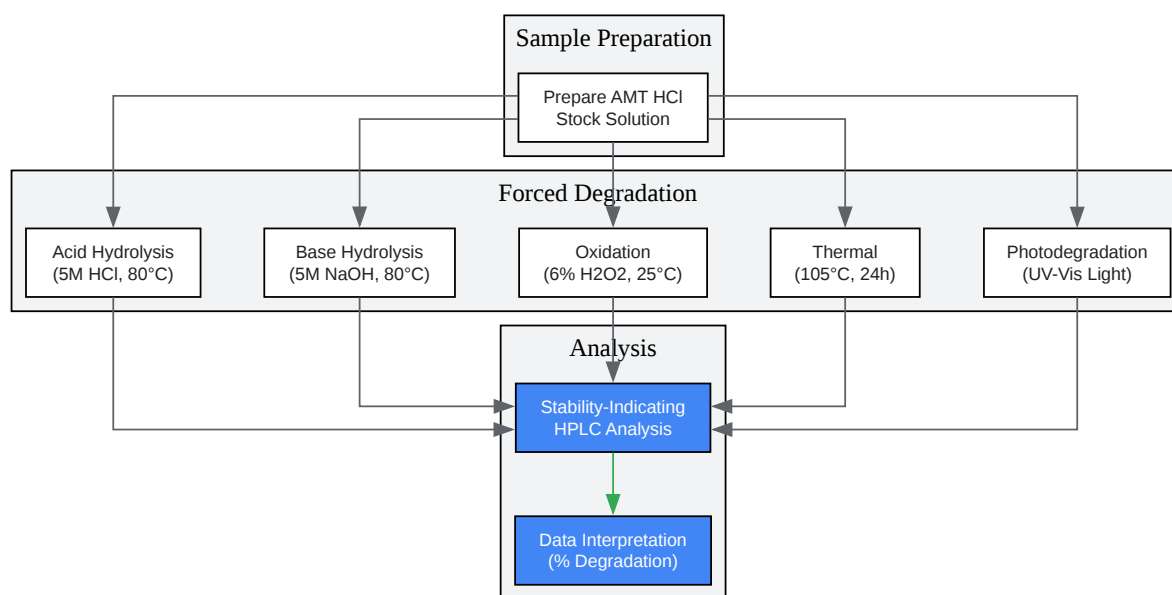 Sample Preparation
Prepare AMT HCl
Stock Solution
Forced Degradation
Acid Hydrolysis
(5M HCl, 80°C)
Base Hydrolysis
(5M NaOH, 80°C)
Oxidation
(6% H2O2, 25°C)
Thermal
(105°C, 24h)
Photodegradation
(UV-Vis Light)
Analysis
Stability-Indicating
HPLC Analysis
Data Interpretation
(% Degradation)